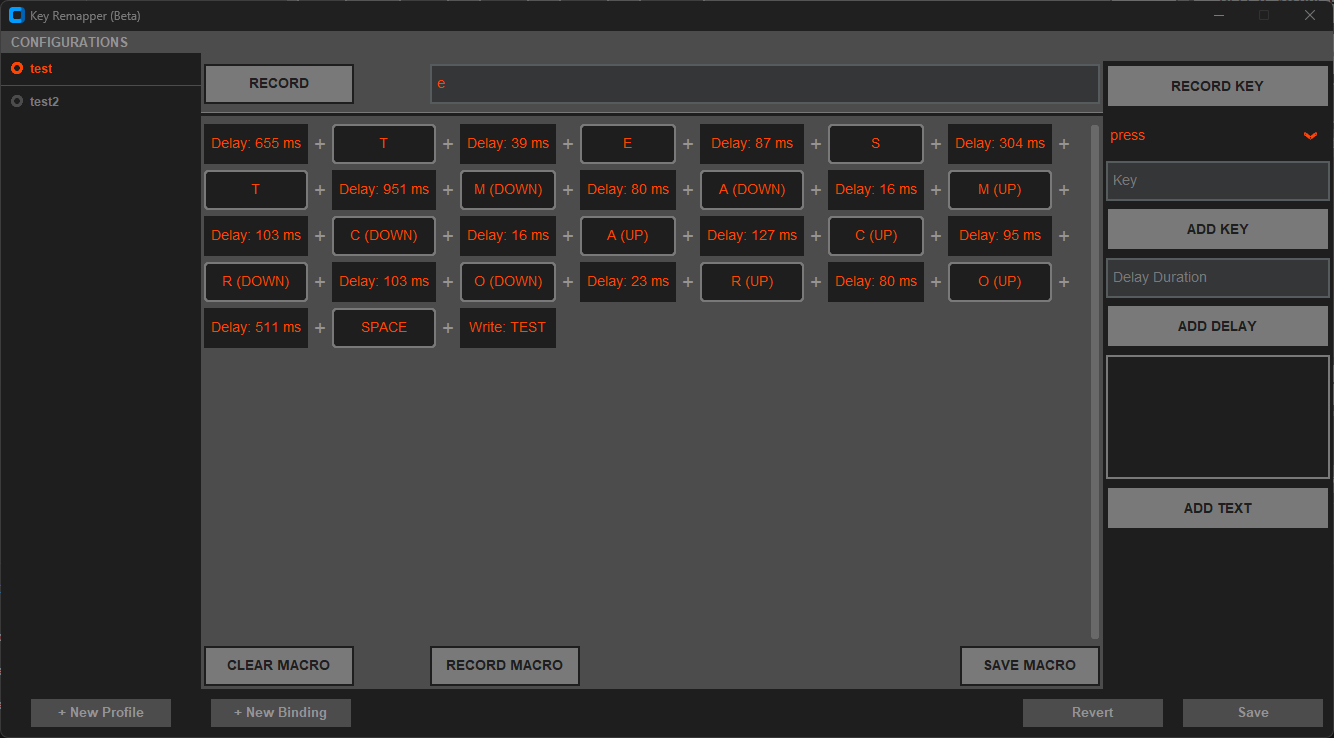 Key Remapper (Beta)
CONFIGURATIONS
test
test2
RECORD
e
Delay: 655 ms + T + Delay: 39 ms + E + Delay: 87 ms + S + Delay: 304 ms +
T + Delay: 951 ms + M (DOWN) + Delay: 80 ms + A (DOWN) + Delay: 16 ms + M (UP) +
Delay: 103 ms + C (DOWN) + Delay: 16 ms + A (UP) + Delay: 127 ms + C (UP) + Delay: 95 ms +
R (DOWN) + Delay: 103 ms + O (DOWN) + Delay: 23 ms + R (UP) + Delay: 80 ms + O (UP) +
Delay: 511 ms + SPACE + Write: TEST
CLEAR MACRO
RECORD MACRO
SAVE MACRO
RECORD KEY
press
Key
ADD KEY
Delay Duration
ADD DELAY
ADD TEXT
+ New Profile
+ New Binding
Revert
Save